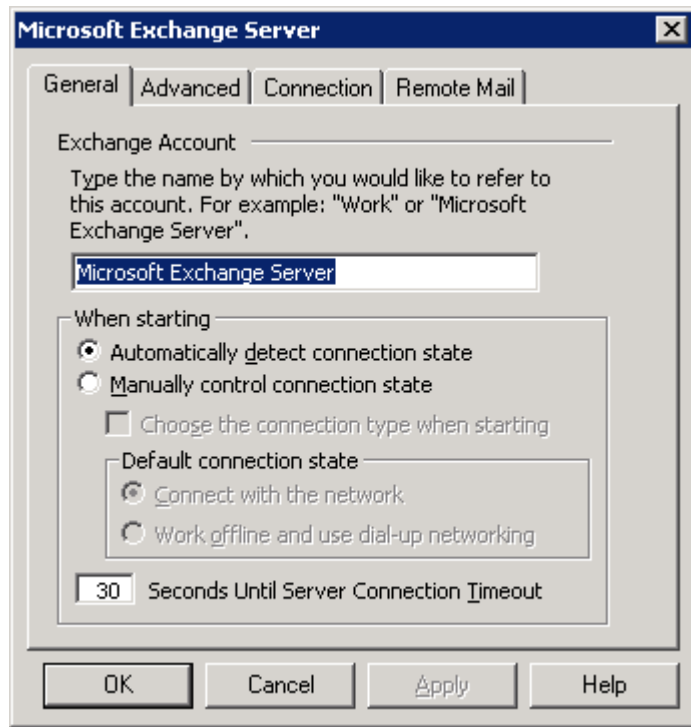 Microsoft Exchange Server
General Advanced Connection Remote Mail
Exchange Account
Type the name by which you would like to refer to
this account. For example: "Work" or "Microsoft
Exchange Server".
Microsoft Exchange Server
When starting
Automatically detect connection state
Manually control connection state
Choose the connection type when starting
Default connection state
Connect with the network
Work offline and use dial-up networking
30 Seconds Until Server Connection Timeout
OK Cancel Apply Help